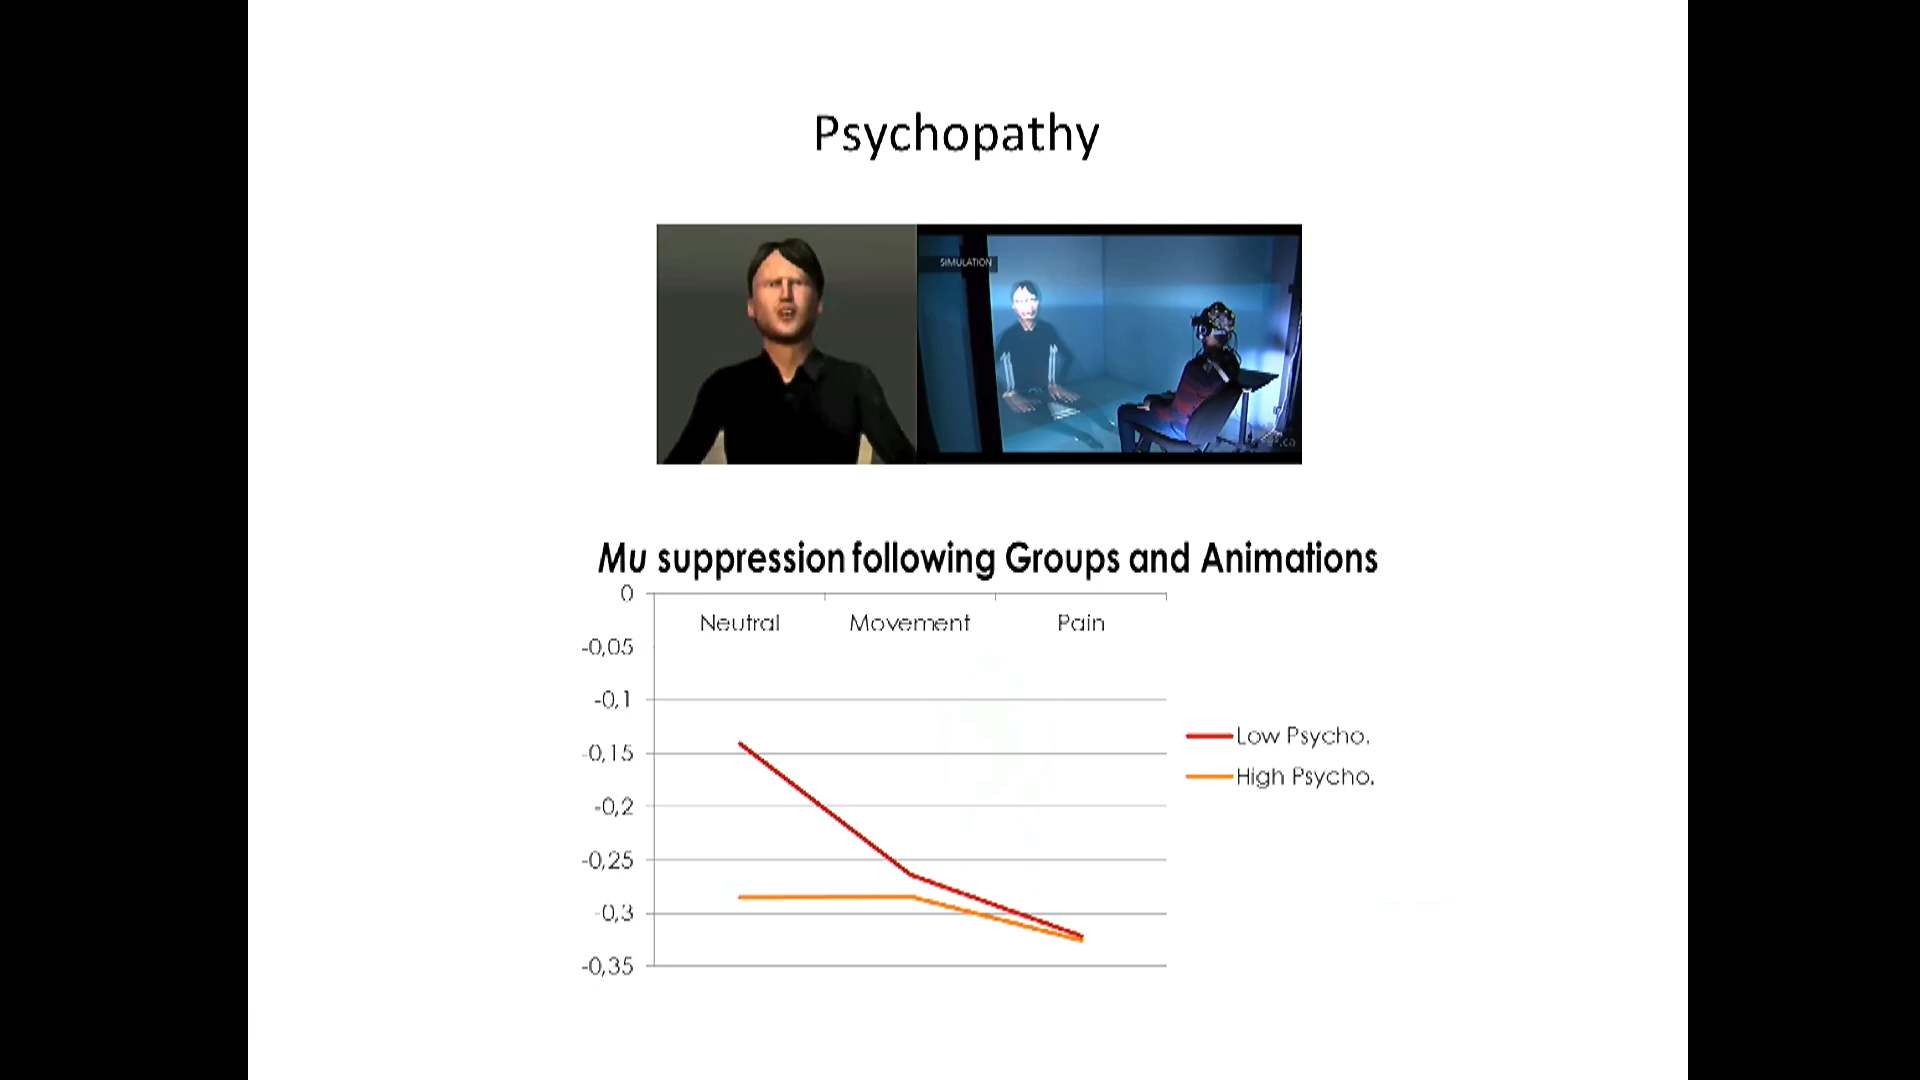 Psychopathy
SIMULATION
.ca
Mu suppression following Groups and Animations
0
Neutral
Movement
Pain
-0,05
-0,1
-0,15
-0,2
-0,25
-0,3
-0,35
Low Psycho.
High Psycho.